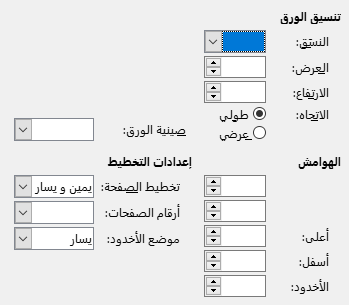 تنسيق الورق
النسَق:
العرض:
الارتفاع:
الاتجاه: طولي
عرضي
صينية الورق:
الهوامش
إعدادات التخطيط
تخطيط الصفحة: يمين و يسار
أرقام الصفحات:
أعلى:
موضع الأخدود: يسار
أسفل:
الأخدود: